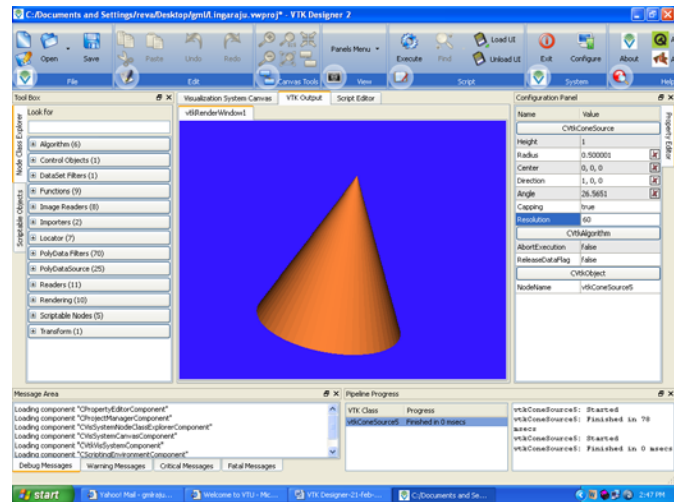 C:/Documents and Settings/reva/Desktop/gml/Lingaraju.vwproj* - VTK Designer 2
Open
Save
Paste
Undo
Redo
Panels Menu
Execute
Find
Load UI
Unload UI
Exit
Configure
About
File
Edit
Canvas Tools
View
Script
System
Help
Tool Box
Visualization System Canvas
VTK Output
Script Editor
Configuration Panel
Node Class Explorer
Scriptable Objects
Look for
Algorithm (6)
Control Objects (1)
DataSet Filters (1)
Functions (9)
Image Readers (8)
Importers (2)
Locator (7)
PolyData Filters (70)
PolyDataSource (25)
Readers (11)
Rendering (10)
Scriptable Nodes (5)
Transform (1)
vtkRenderWindow1
Name Value
CVtkConeSource
Height 1
Radius 0.500001
Center 0, 0, 0
Direction 1, 0, 0
Angle 26.5651
Capping true
Resolution 60
CVtkAlgorithm
AbortExecution false
ReleaseDataFlag false
CVtkObject
NodeName vtkConeSource5
Property Editor
Message Area
Loading component "CPropertyEditorComponent"
Loading component "CProjectManagerComponent"
Loading component "CVisSystemNodeClassExplorerComponent"
Loading component "CVisSystemCanvasComponent"
Loading component "CVtkVisSystemComponent"
Loading component "CScriptingEnvironmentComponent"
Debug Messages
Warning Messages
Critical Messages
Fatal Messages
Pipeline Progress
VTK Class Progress
vtkConeSource5 Finished in 0 msecs
vtkConeSource5: Started
vtkConeSource5: Finished in 78
msecs
vtkConeSource5: Started
vtkConeSource5: Finished in 0 msecs
start
Yahoo! Mail - gmkraju...
Welcome to VTU - Mic...
VTK Designer-21-Feb-...
C:/Documents and Se...
2:47 PM